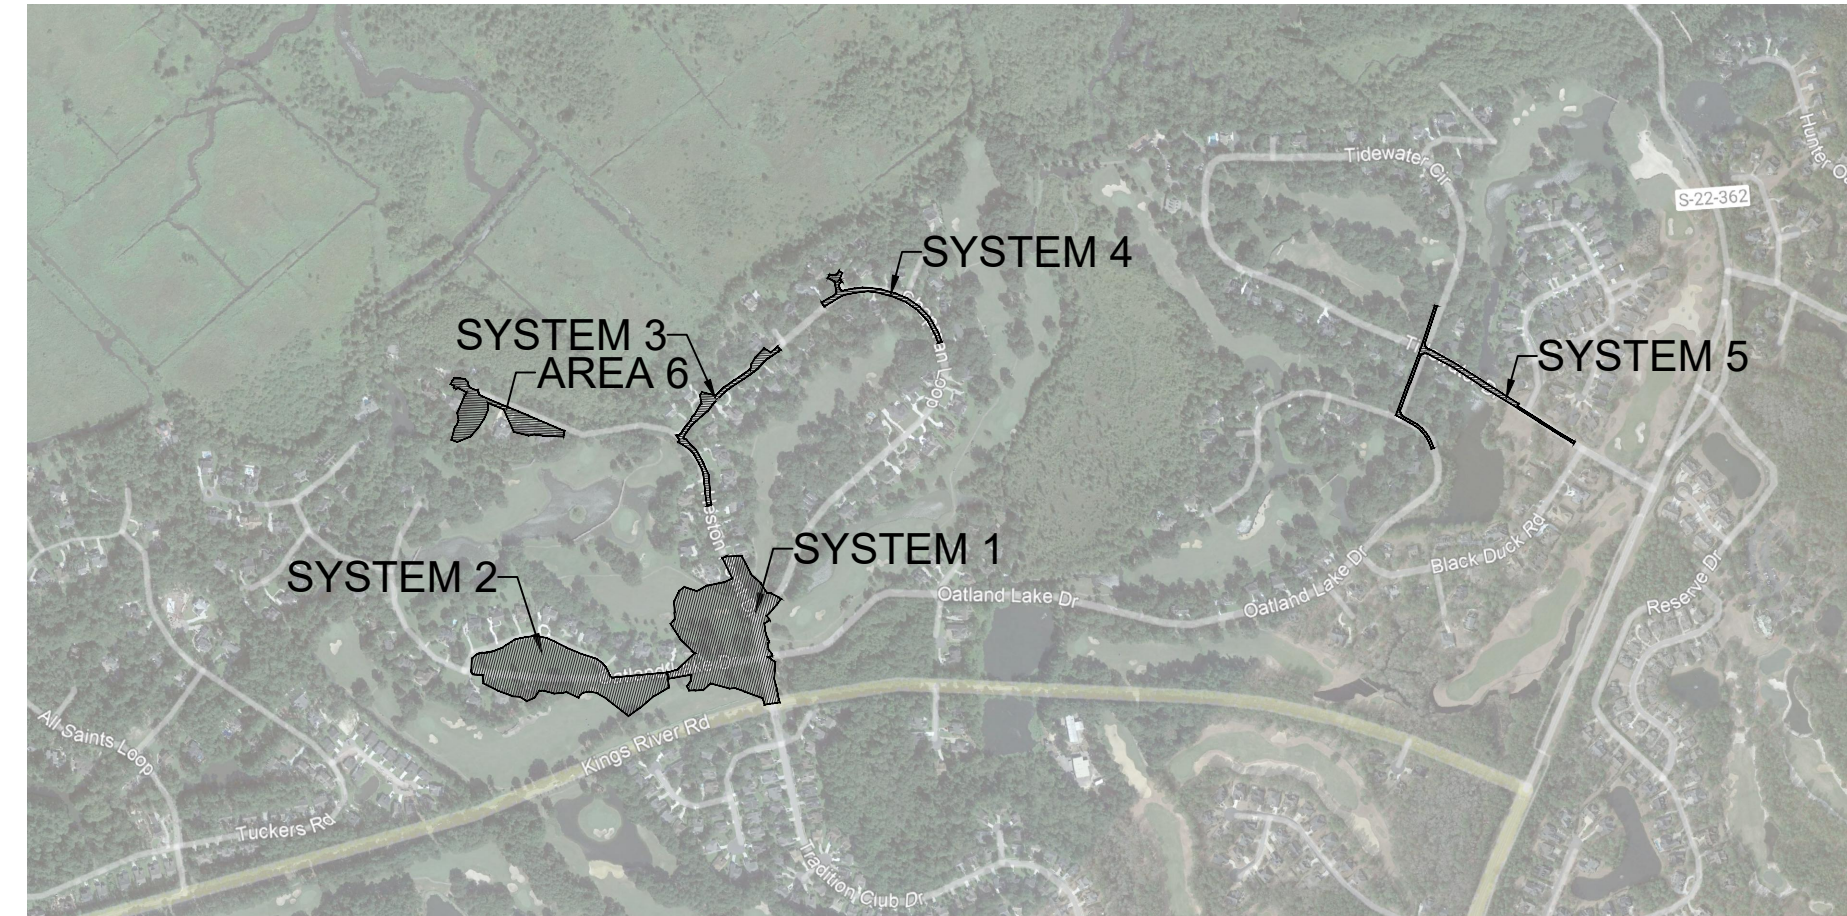 Tidewater Cir
Hunter O
S-22-362
SYSTEM 4
SYSTEM 3
SYSTEM 5
AREA 6
Loop
Black Duck Rd
SYSTEM 1
SYSTEM 2
Oatland Lake Dr
Oatland Lake Dr
Reserve Dr
All Saints Loop
Kings River Rd
Tuckers Rd
Tradition Club Dr